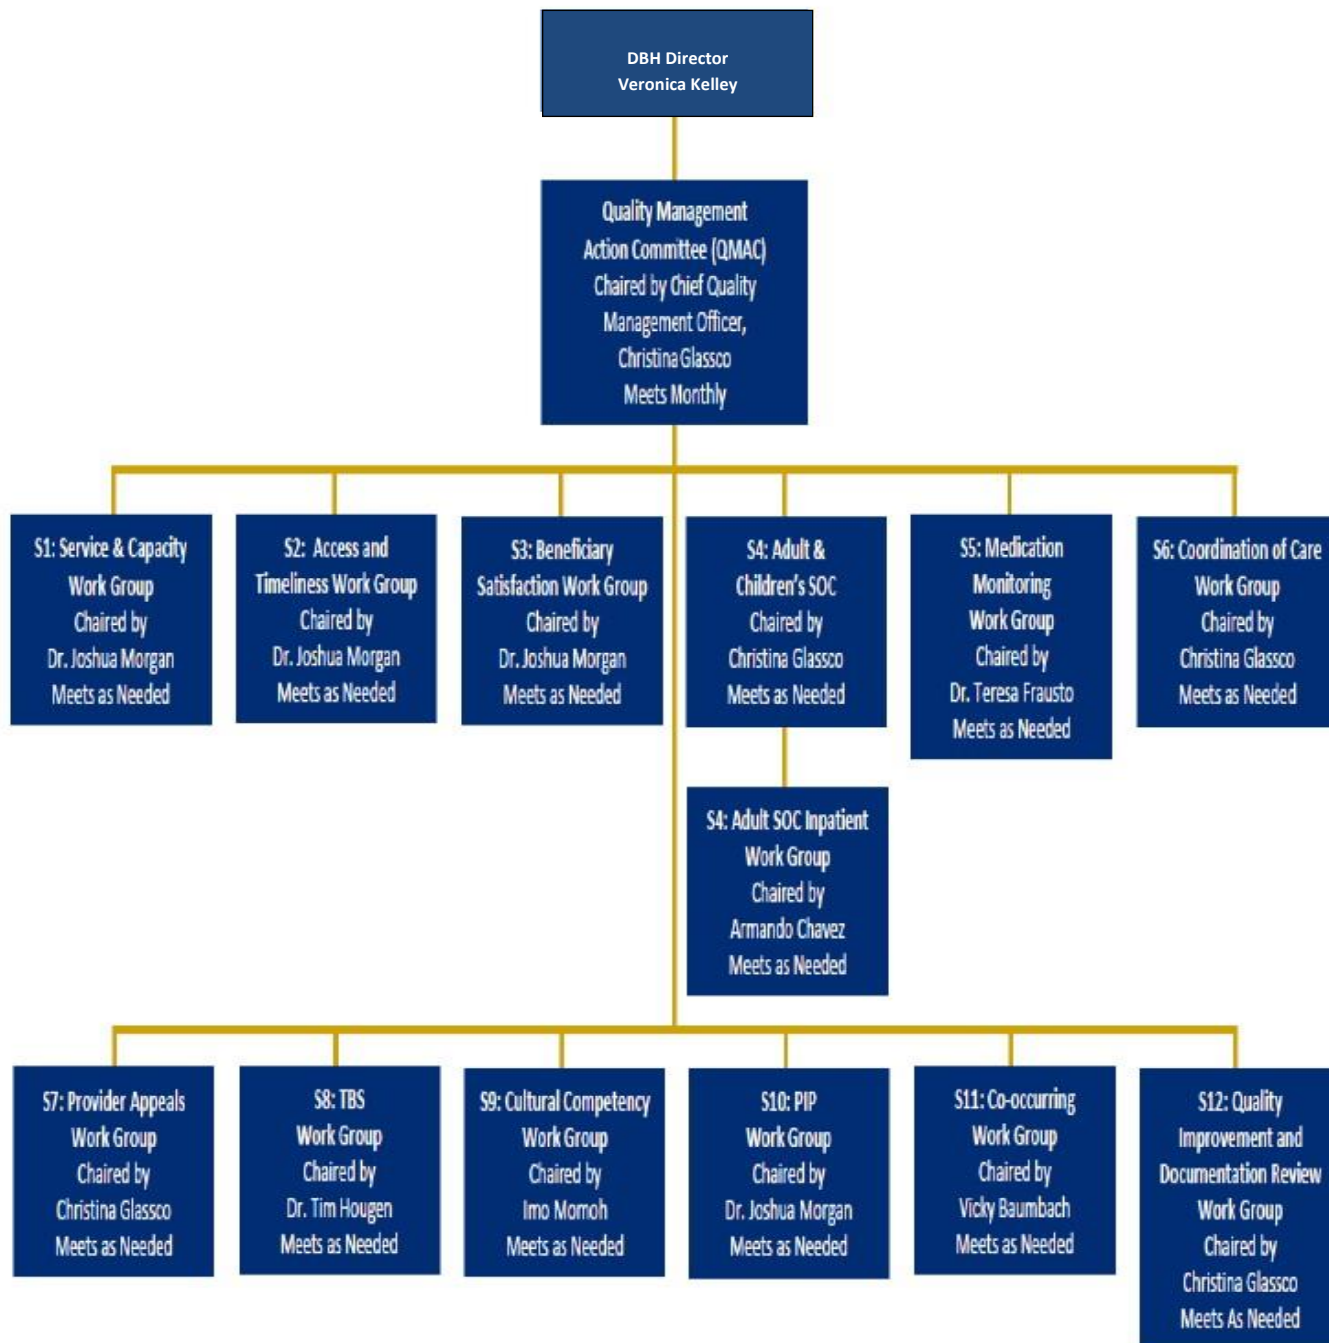 DBH Director
Veronica Kelley
Quality Management
Action Committee (QMAC)
Chaired by Chief Quality
Management Officer,
Christina Glassco
Meets Monthly
S1: Service & Capacity
Work Group
Chaired by
Dr. Joshua Morgan
Meets as Needed
S2: Access and
Timeliness Work Group
Chaired by
Dr. Joshua Morgan
Meets as Needed
S3: Beneficiary
Satisfaction Work Group
Chaired by
Dr. Joshua Morgan
Meets as Needed
S4: Adult &
Children's SOC
Chaired by
Christina Glassco
Meets as Needed
S5: Medication
Monitoring
Work Group
Chaired by
Dr. Teresa Frausto
Meets as Needed
S6: Coordination of Care
Work Group
Chaired by
Christina Glassco
Meets as Needed
S4: Adult SOC Inpatient
Work Group
Chaired by
Armando Chavez
Meets as Needed
S7: Provider Appeals
Work Group
Chaired by
Christina Glassco
Meets as Needed
S8: TBS
Work Group
Chaired by
Dr. Tim Hougen
Meets as Needed
S9: Cultural Competency
Work Group
Chaired by
Imo Momoh
Meets as Needed
S10: PIP
Work Group
Chaired by
Dr. Joshua Morgan
Meets as Needed
S11: Co-occurring
Work Group
Chaired by
Vicky Baumbach
Meets as Needed
S12: Quality
Improvement and
Documentation Review
Work Group
Chaired by
Christina Glassco
Meets As Needed